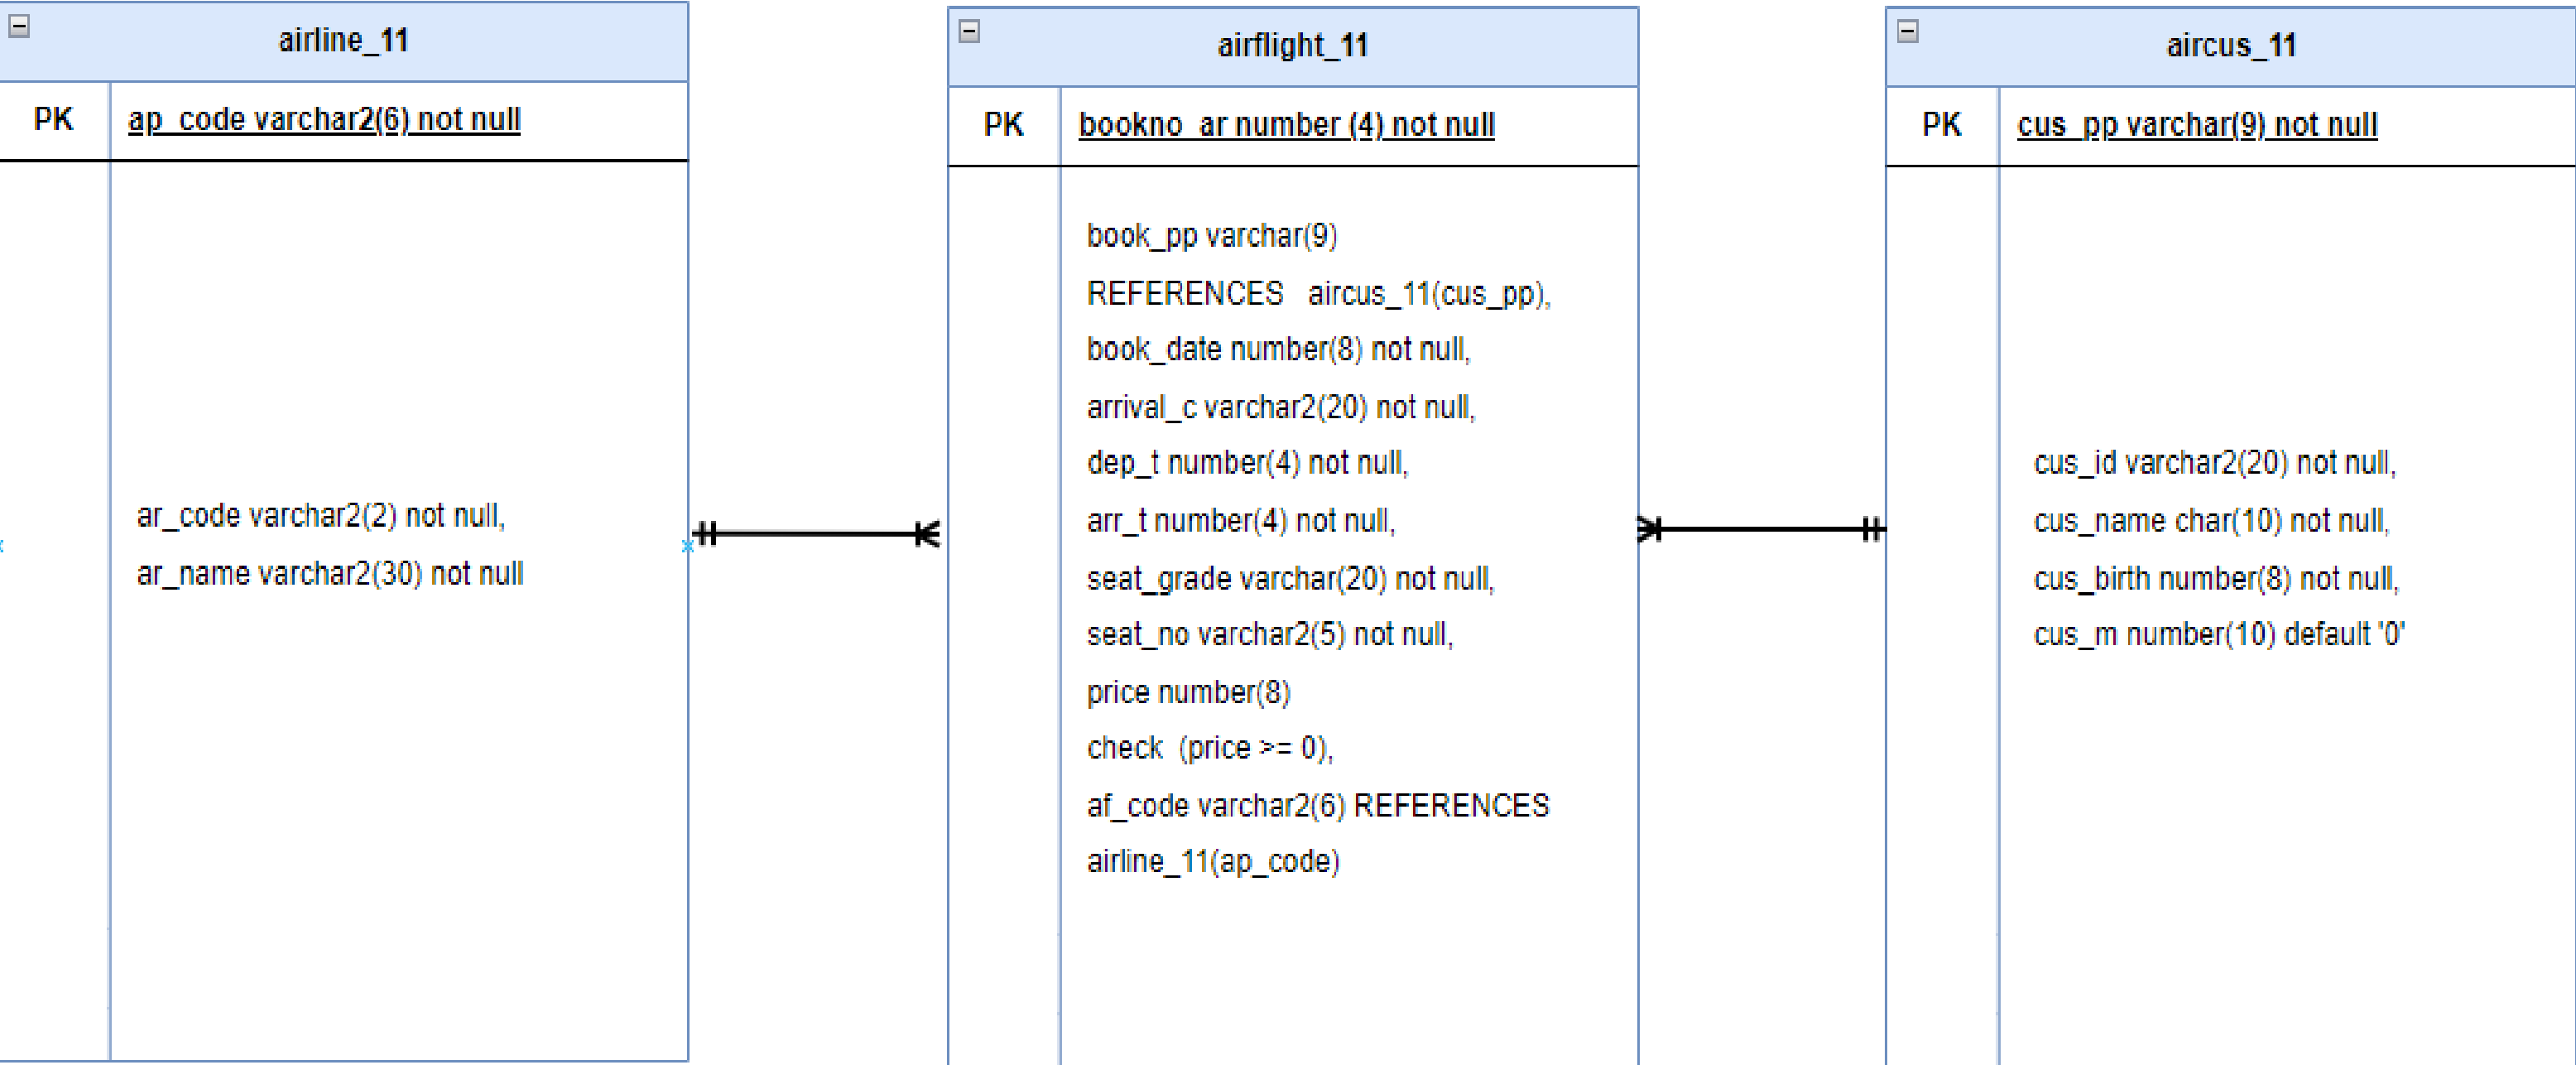 airline_11
PK ap_code varchar2(6) not null
ar_code varchar2(2) not null,
ar_name varchar2(30) not null
airflight_11
PK bookno_ar number (4) not null
book_pp varchar(9)
REFERENCES aircus_11(cus_pp),
book_date number(8) not null,
arrival_c varchar2(20) not null,
dep_t number(4) not null,
arr_t number(4) not null,
seat_grade varchar(20) not null,
seat_no varchar2(5) not null,
price number(8)
check (price >= 0),
af_code varchar2(6) REFERENCES
airline_11(ap_code)
aircus_11
PK cus_pp varchar(9) not null
cus_id varchar2(20) not null,
cus_name char(10) not null,
cus_birth number(8) not null,
cus_m number(10) default '0'